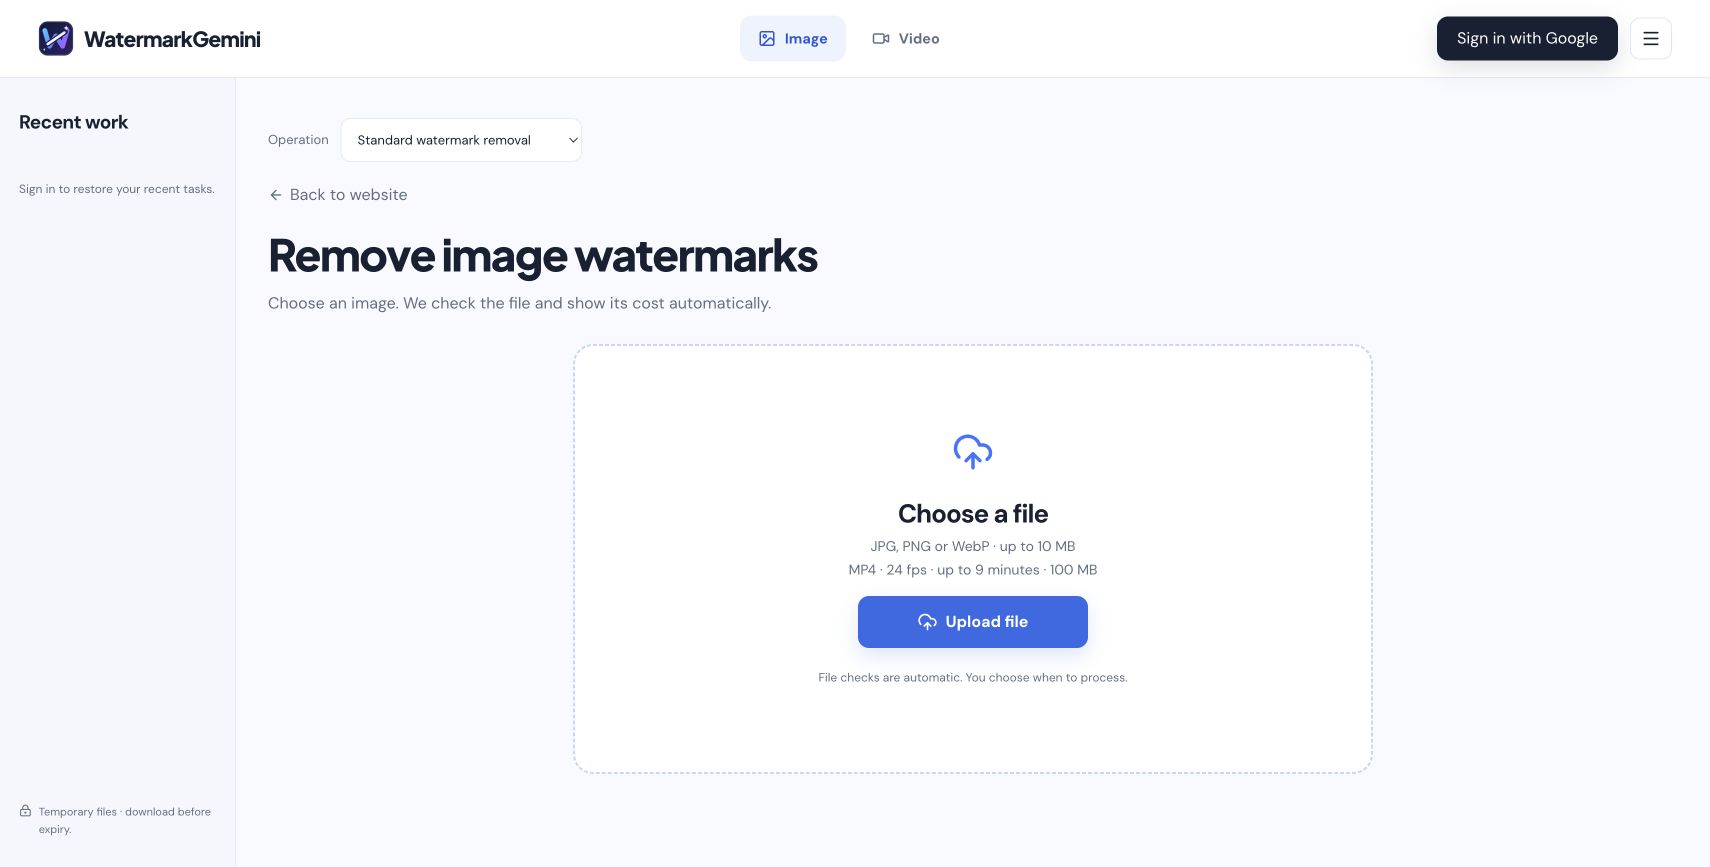 WatermarkGemini
Image
Video
Sign in with Google
Recent work
Sign in to restore your recent tasks.
Temporary files · download before
expiry.
Operation
Standard watermark removal
Back to website
Remove image watermarks
Choose an image. We check the file and show its cost automatically.
Choose a file
JPG, PNG or WebP · up to 10 MB
MP4 · 24 fps · up to 9 minutes · 100 MB
Upload file
File checks are automatic. You choose when to process.